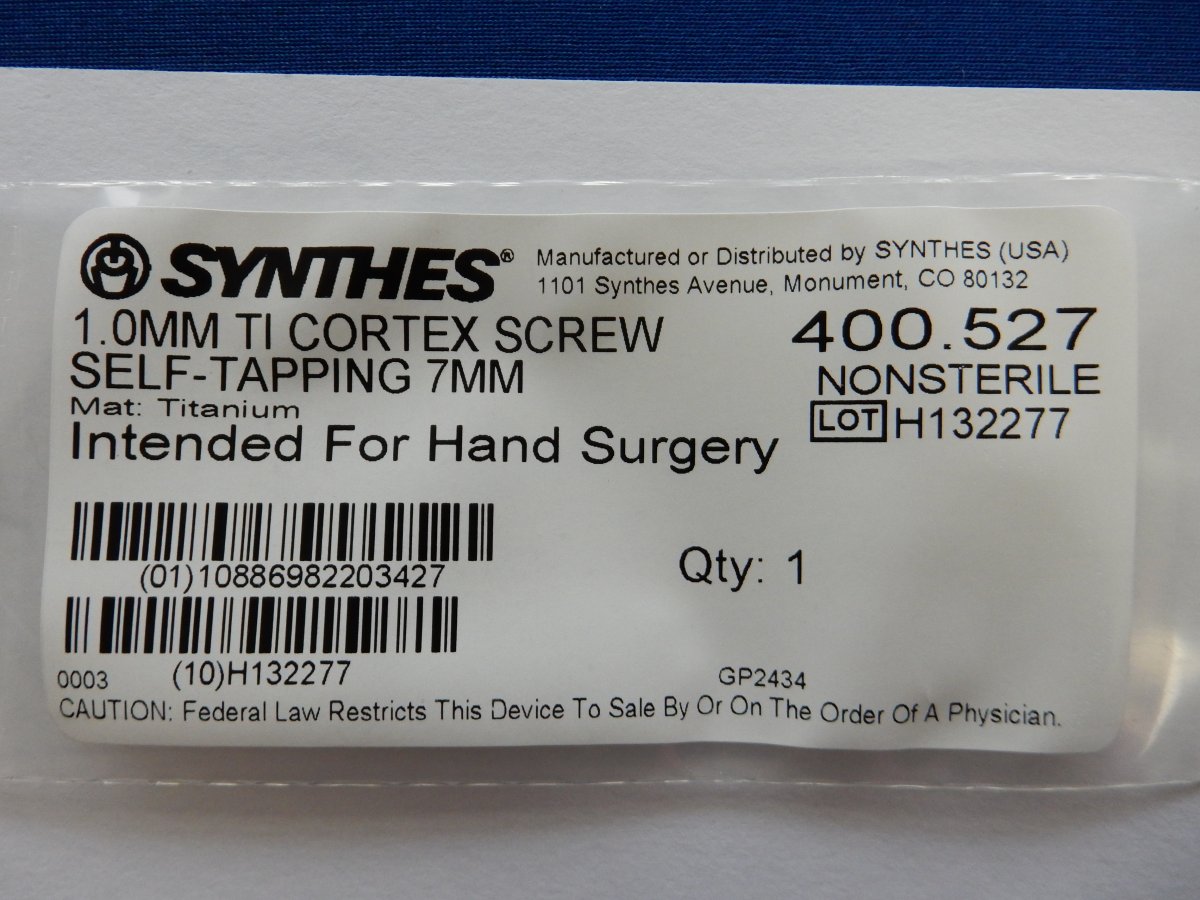 SYNTHES® Manufactured or Distributed by SYNTHES (USA)
1101 Synthes Avenue, Monument, CO 80132
1.0MM TI CORTEX SCREW 400.527
SELF-TAPPING 7MM NONSTERILE
Mat: Titanium
LOT H132277
Intended For Hand Surgery
(01)10886982203427
Qty: 1
(10)H132277
0003 GP2434
CAUTION: Federal Law Restricts This Device To Sale By Or On The Order Of A Physician.